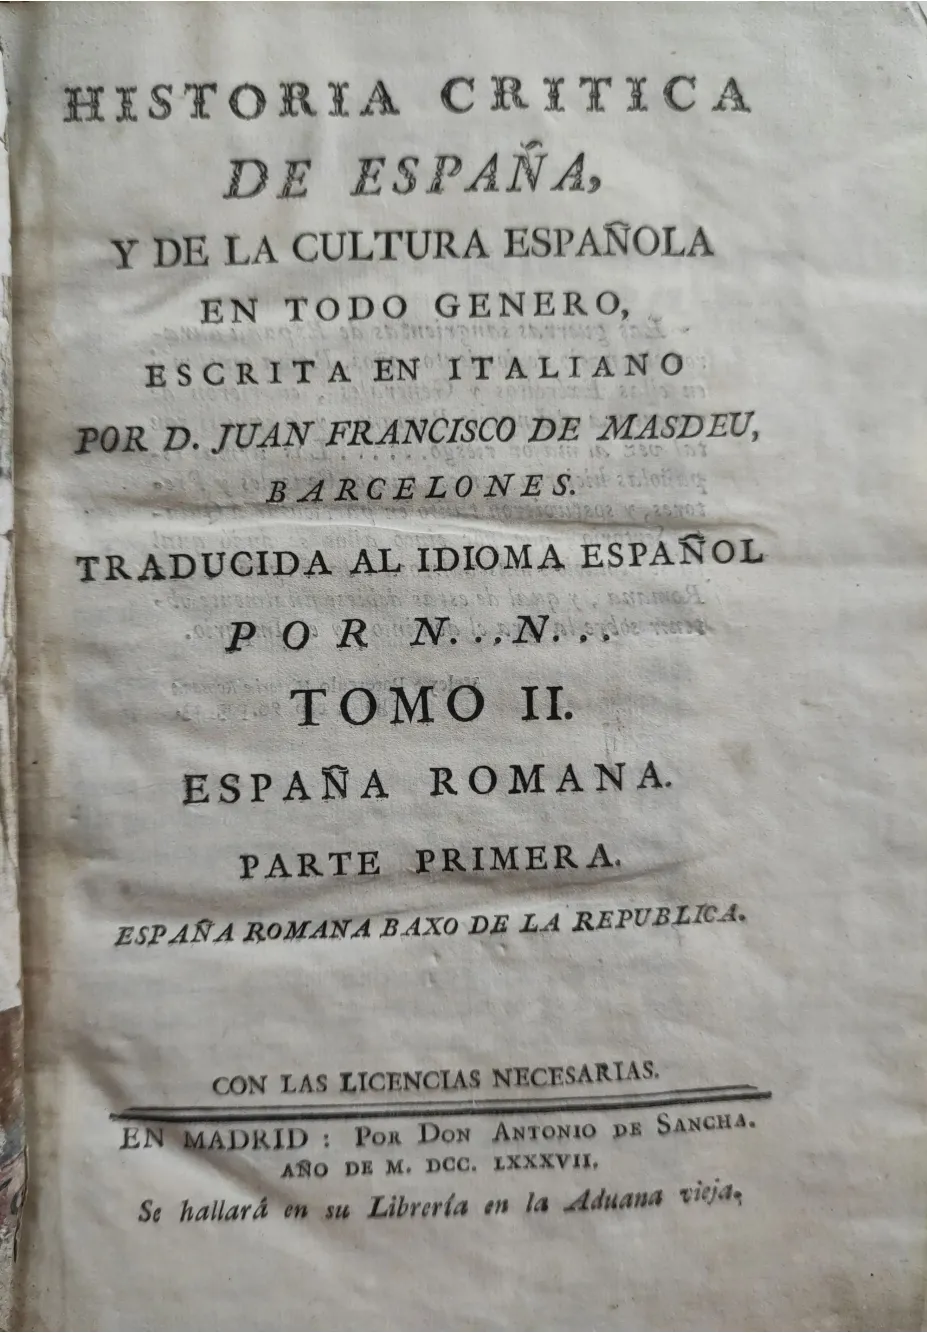 HISTORIA CRITICA
DE ESPAÑA,
Y DE LA CULTURA ESPAÑOLA
EN TODO GENERO,
ESCRITA EN ITALIANO
POR D. JUAN FRANCISCO DE MASDEU,
BARCELONES.
TRADUCIDA AL IDIOMA ESPAÑOL
POR N...N...
TOMO II.
ESPAÑA ROMANA.
PARTE PRIMERA.
ESPAÑA ROMANA BAXO DE LA REPUBLICA.
CON LAS LICENCIAS NECESARIAS.
EN MADRID : POR DON ANTONIO DE SANCHA.
AÑO DE M. DCC. LXXXVII.
Se hallará en su Librería en la Aduana vieja.